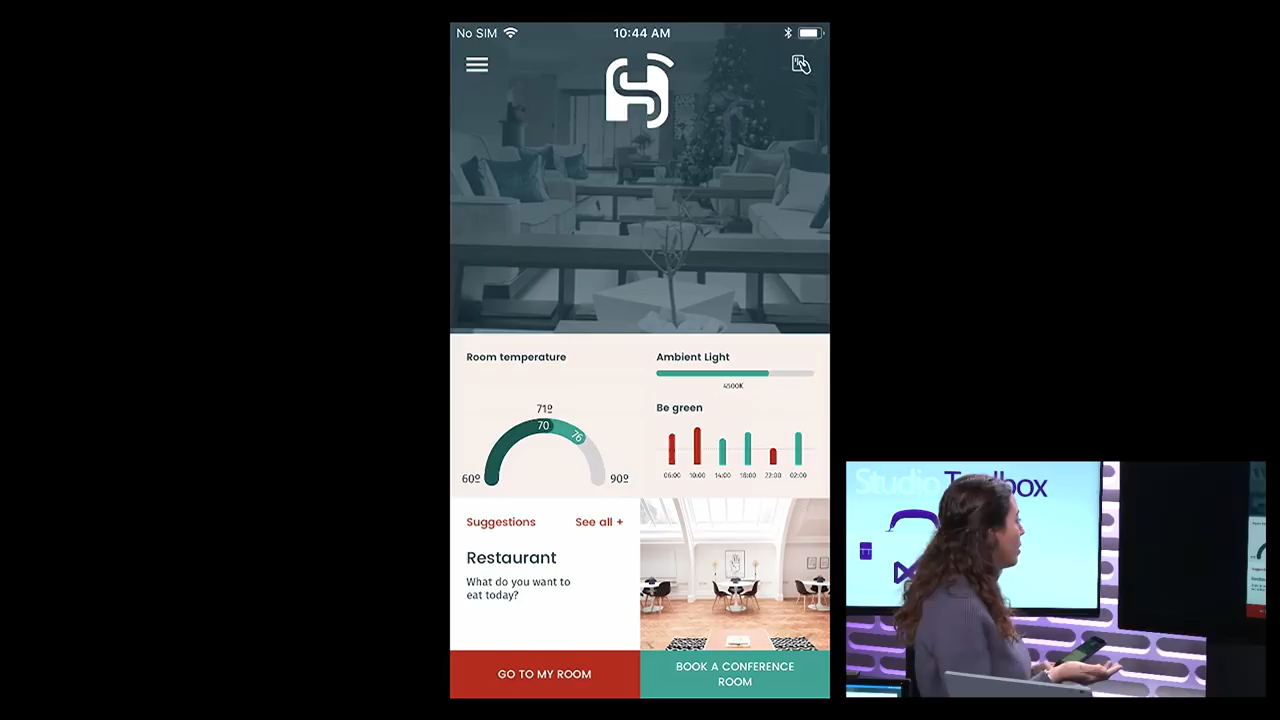 No SIM 10:44 AM
Room temperature
71º
70
76
60º 90º
Ambient Light
4500K
Be green
06:00 10:00 14:00 18:00 22:00 02:00
Suggestions See all +
Restaurant
What do you want to
eat today?
GO TO MY ROOM
BOOK A CONFERENCE
ROOM
Studio